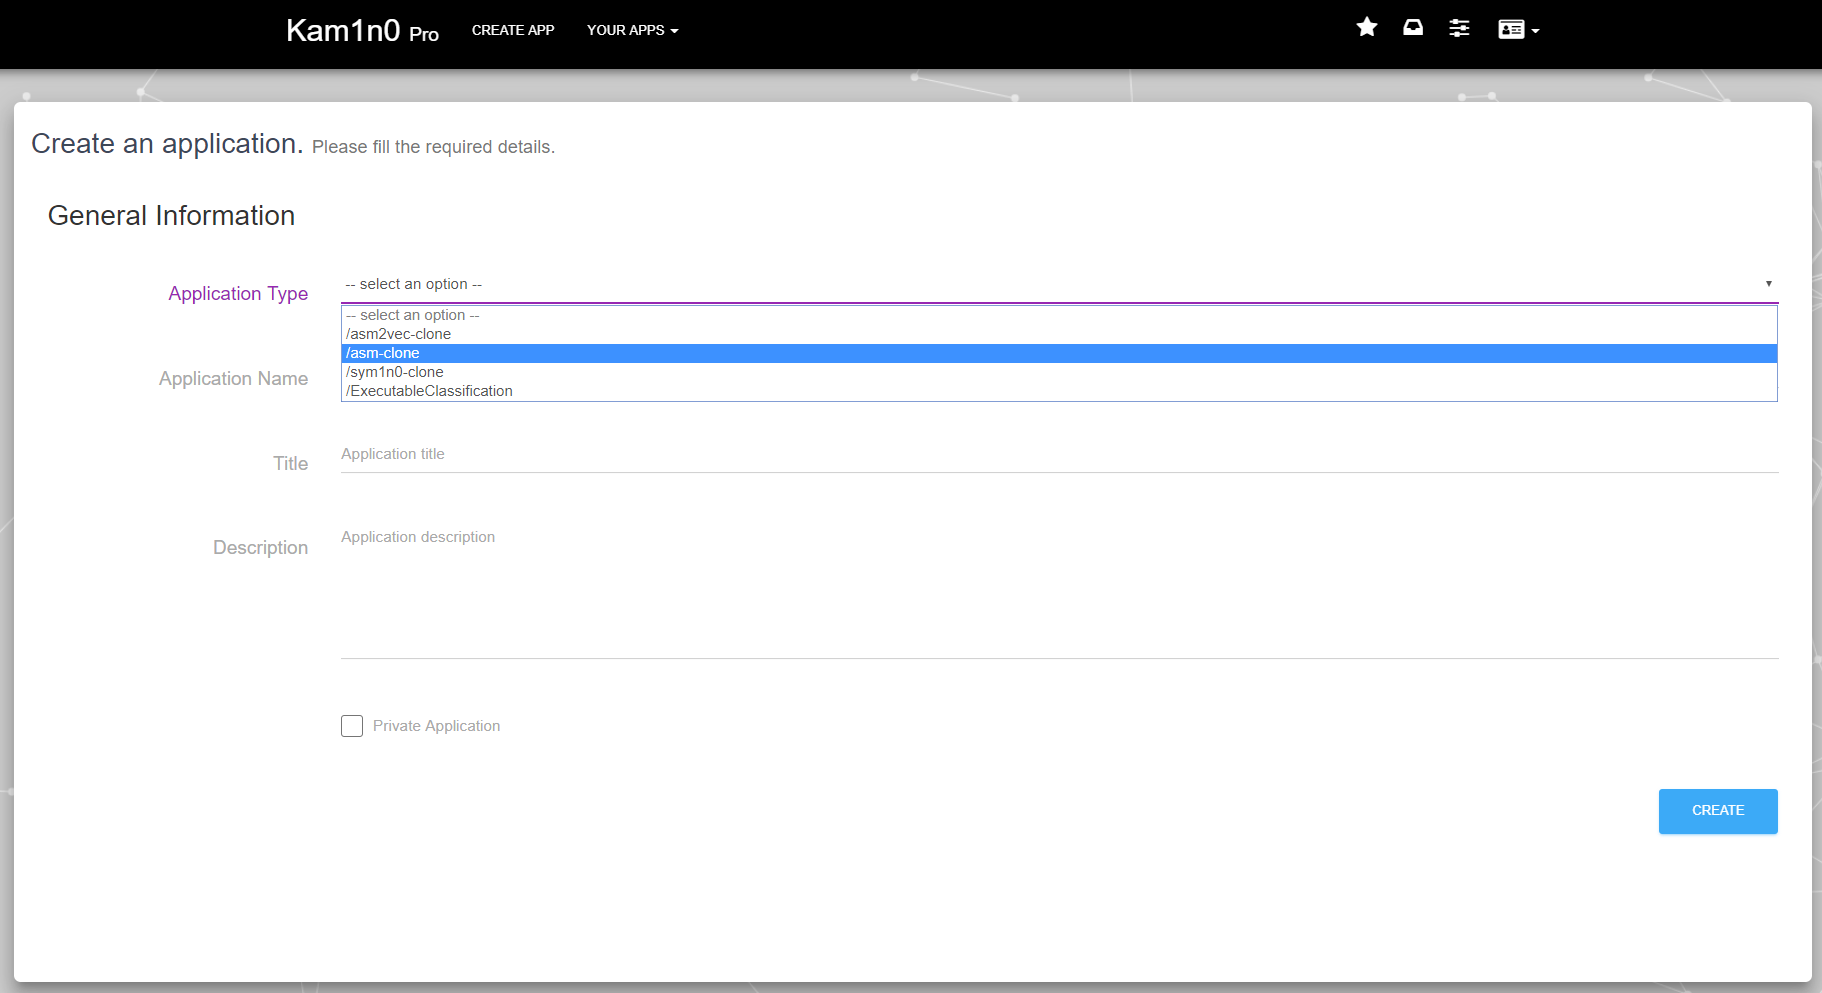 Kam1n0 Pro CREATE APP YOUR APPS
Create an application. Please fill the required details.
General Information
Application Type
-- select an option --
-- select an option --
/asm2vec-clone
/asm-clone
/sym1n0-clone
/ExecutableClassification
Application Name
Title
Application title
Description
Application description
Private Application
CREATE